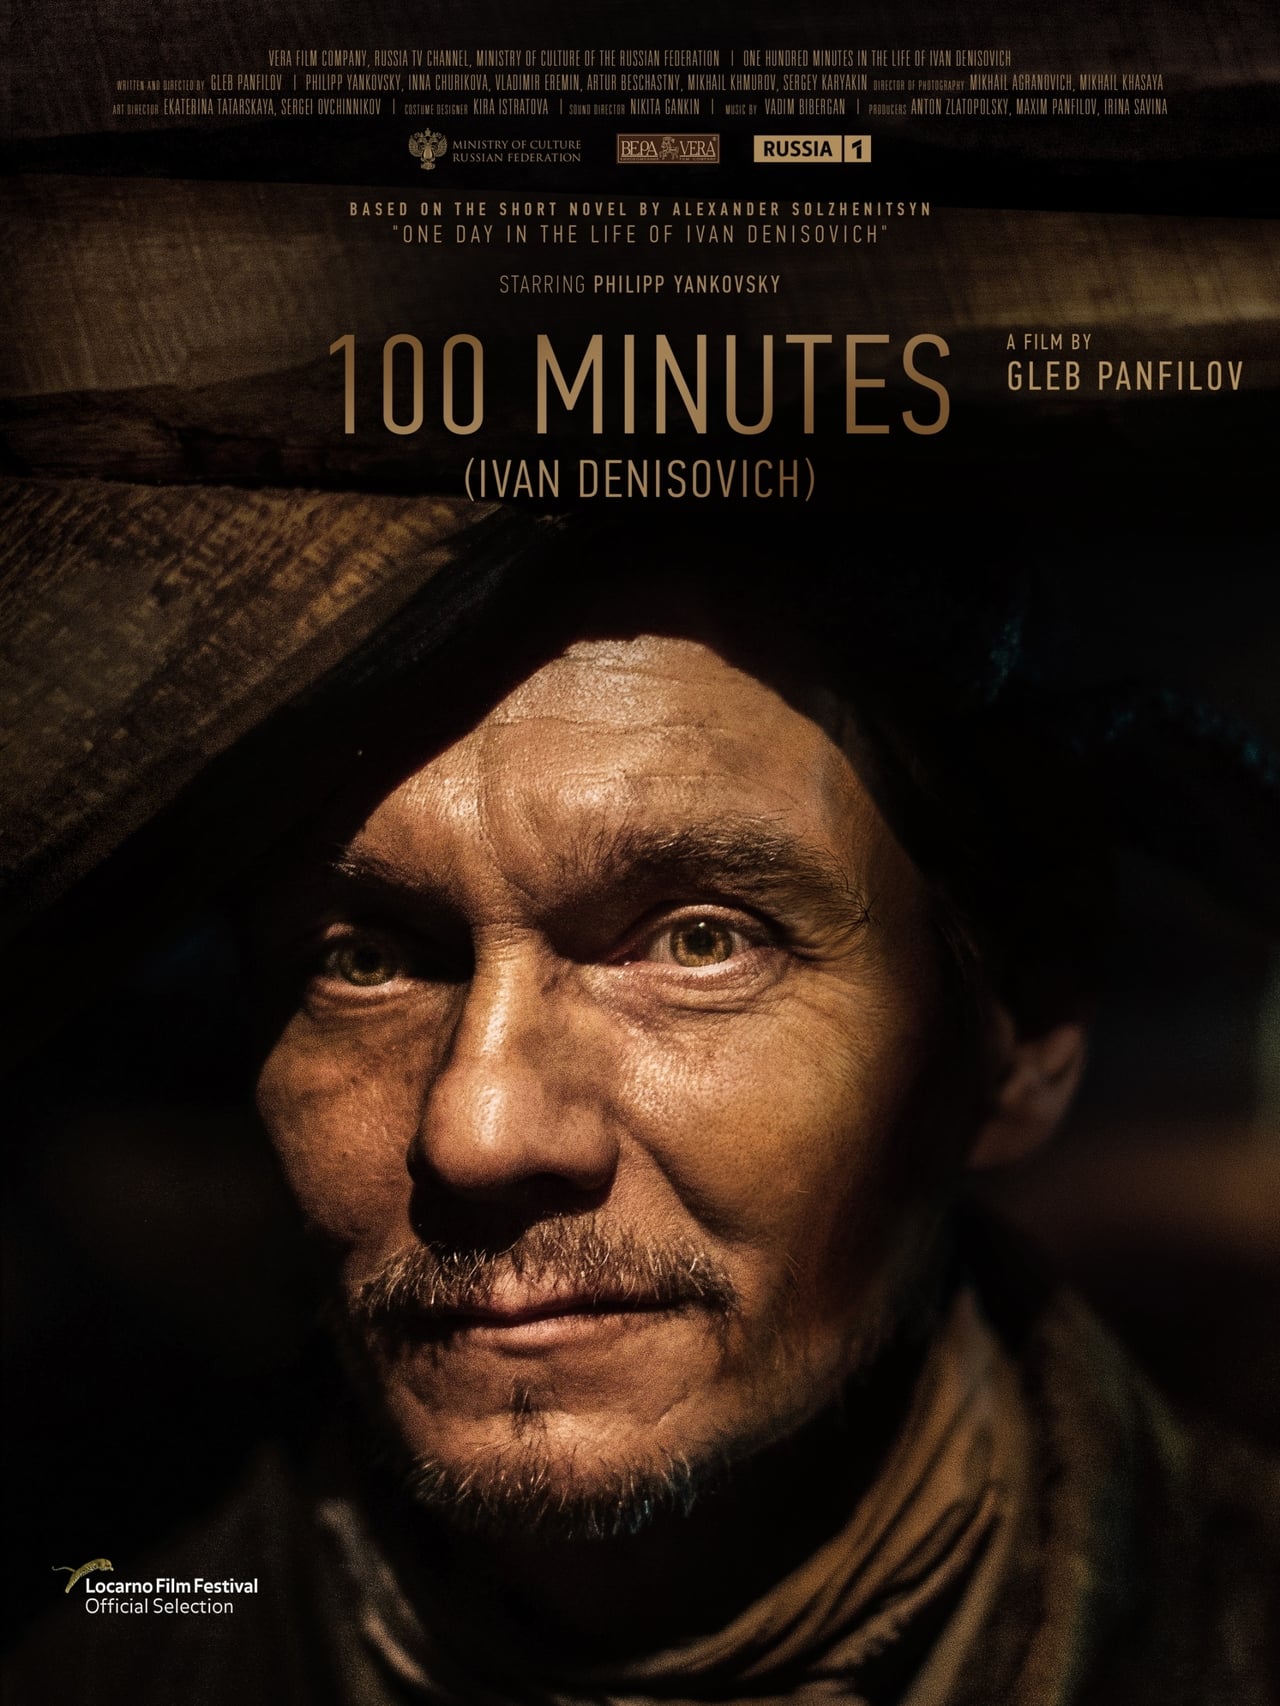 VERA FILM COMPANY, RUSSIA TV CHANNEL, MINISTRY OF CULTURE OF THE RUSSIAN FEDERATION | ONE HUNDRED MINUTES IN THE LIFE OF IVAN DENISOVICH
WRITTEN AND DIRECTED BY GLEB PANFILOV | PHILIPP YANKOVSKY, INNA CHURIKOVA, VLADIMIR EREMIN, ARTUR BESCHASTNY, MIKHAIL KHMUROV, SERGEY KARYAKIN DIRECTOR OF PHOTOGRAPHY MIKHAIL AGRANOVICH, MIKHAIL KHASAYA
ART DIRECTOR EKATERINA TATARSKAYA, SERGEI OVCHINNIKOV | COSTUME DESIGNER KIRA ISTRATOVA | SOUND DIRECTOR NIKITA GANKIN | MUSIC BY VADIM BIBERGAN | PRODUCERS ANTON ZLATOPOLSKY, MAXIM PANFILOV, IRINA SAVINA
MINISTRY OF CULTURE
RUSSIAN FEDERATION
ВЕРА VERA
RUSSIA 1
BASED ON THE SHORT NOVEL BY ALEXANDER SOLZHENITSYN
"ONE DAY IN THE LIFE OF IVAN DENISOVICH"
STARRING PHILIPP YANKOVSKY
100 MINUTES
(IVAN DENISOVICH)
A FILM BY
GLEB PANFILOV
Locarno Film Festival
Official Selection